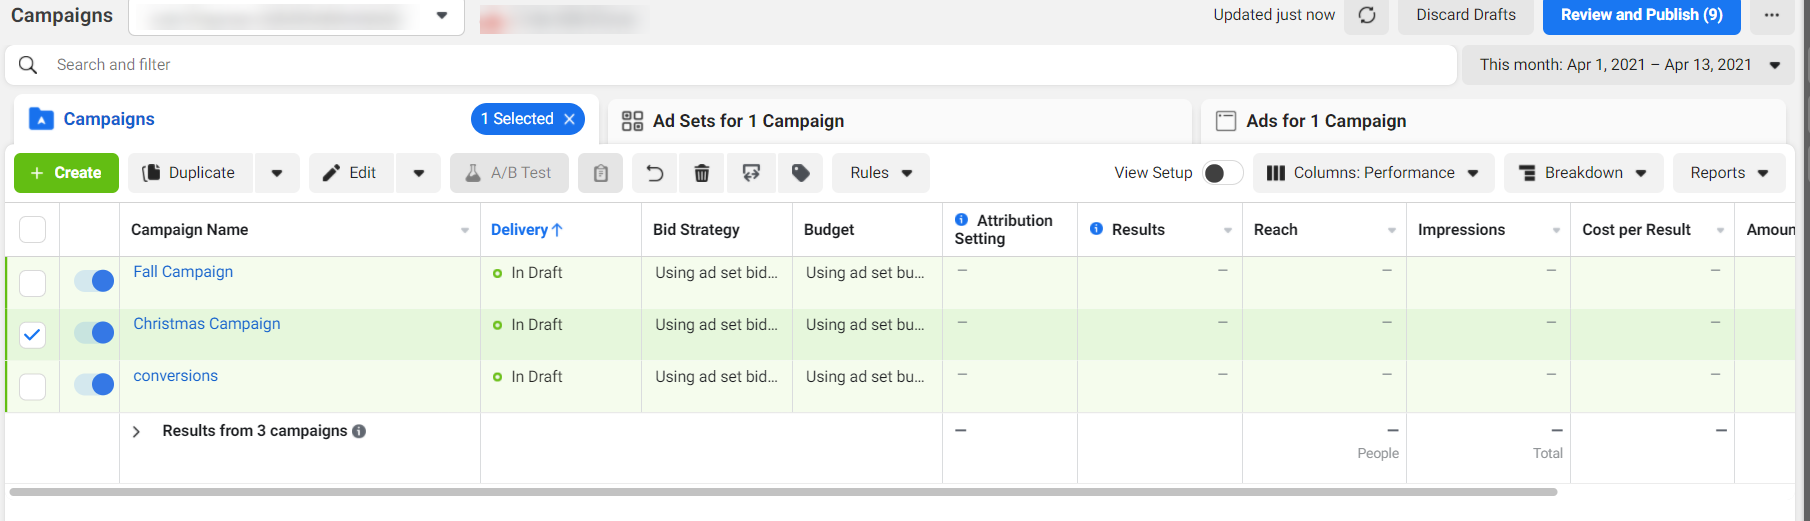 Campaigns
Updated just now
Discard Drafts
Review and Publish (9)
Search and filter
This month: Apr 1, 2021 – Apr 13, 2021
Campaigns
1 Selected
Ad Sets for 1 Campaign
Ads for 1 Campaign
+ Create
Duplicate
Edit
A/B Test
Rules
View Setup
Columns: Performance
Breakdown
Reports
Campaign Name
Delivery↑
Bid Strategy
Budget
Attribution
Setting
Results
Reach
Impressions
Cost per Result
Amoun
Fall Campaign In Draft Using ad set bid... Using ad set bu... — — — — —
Christmas Campaign In Draft Using ad set bid... Using ad set bu... — — — — —
conversions In Draft Using ad set bid... Using ad set bu... — — — — —
Results from 3 campaigns — — — —
People Total